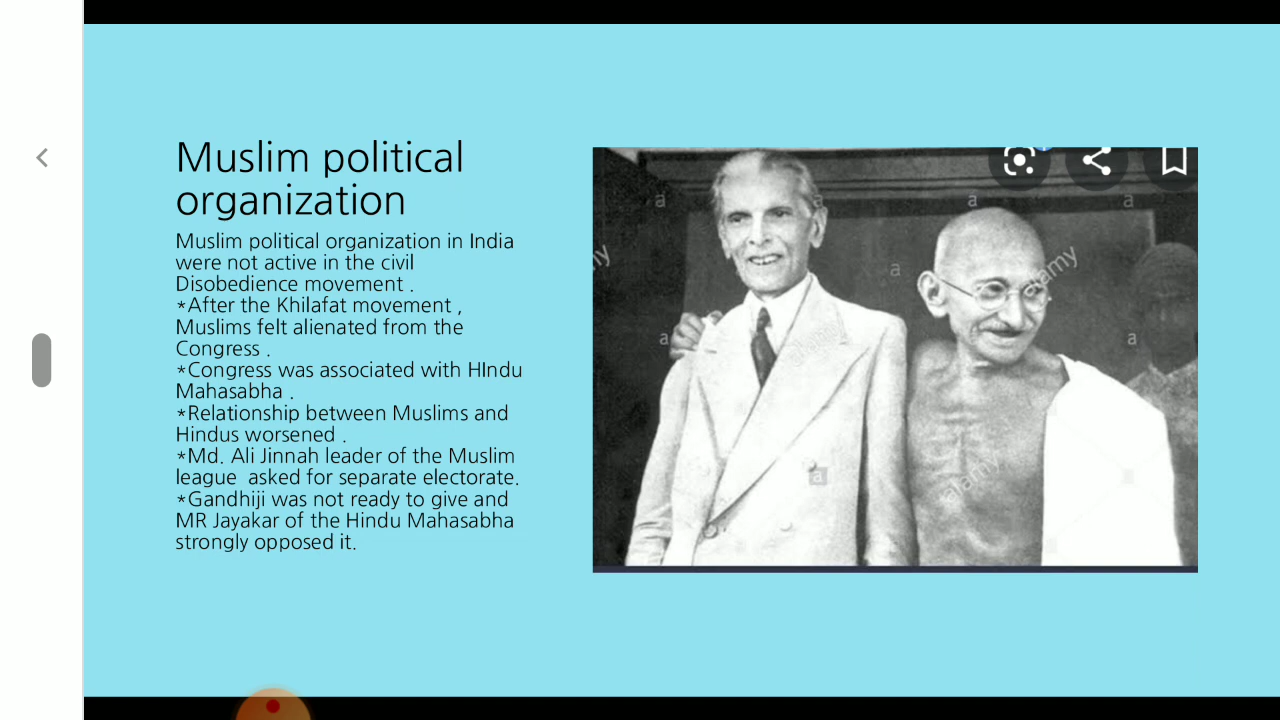 Muslim political
organization
Muslim political organization in India
were not active in the civil
Disobedience movement .
*After the Khilafat movement ,
Muslims felt alienated from the
Congress .
*Congress was associated with HIndu
Mahasabha .
*Relationship between Muslims and
Hindus worsened .
*Md. Ali Jinnah leader of the Muslim
league  asked for separate electorate.
*Gandhiji was not ready to give and
MR Jayakar of the Hindu Mahasabha
strongly opposed it.
a
a
a
a
a
alamy
a
a
alamy
a
alamy